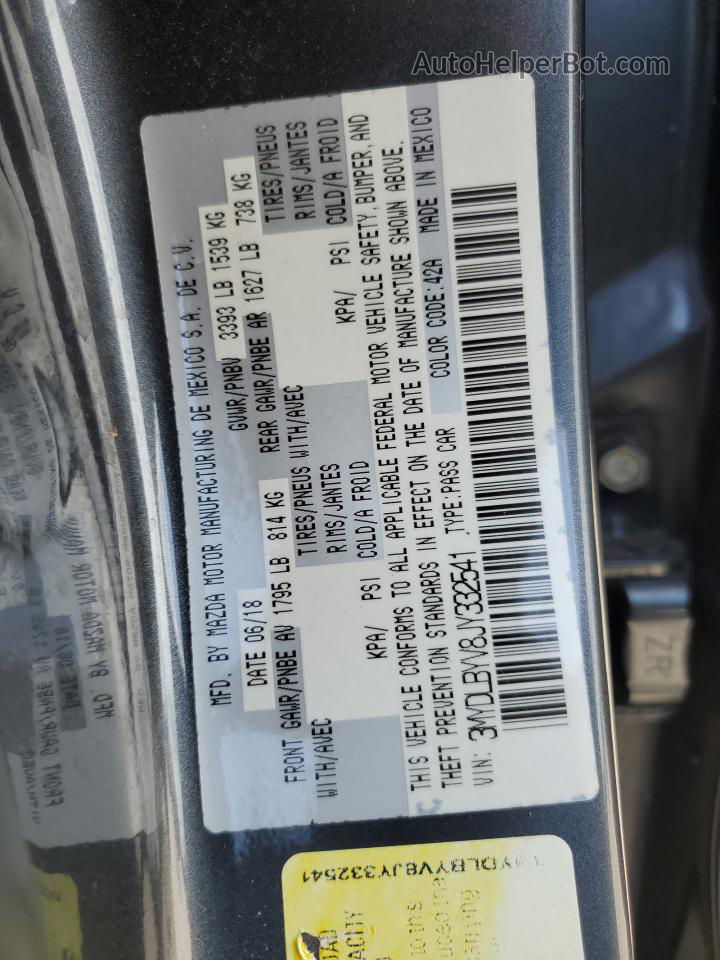 AutoHelperBot.com
MFD. BY MAZDA MOTOR MANUFACTURING DE MEXICO S.A. DE C.V.
DATE 06/18 GVWR/PNBV 3393 LB 1539 KG
FRONT GAWR/PNBE AV 1795 LB 814 KG REAR GAWR/PNBE AR 1627 LB 738 KG
WITH/AVEC TIRES/PNEUS WITH/AVEC TIRES/PNEUS
RIMS/JANTES RIMS/JANTES
KPA/ PSI COLD/A FROID KPA/ PSI COLD/A FROID
THIS VEHICLE CONFORMS TO ALL APPLICABLE FEDERAL MOTOR VEHICLE SAFETY, BUMPER, AND
THEFT PREVENTION STANDARDS IN EFFECT ON THE DATE OF MANUFACTURE SHOWN ABOVE.
COLOR CODE:42A MADE IN MEXICO
VIN: 3MYDLBYV8JY332541 TYPE:PASS CAR
YDLBYV8JY332541
ZR